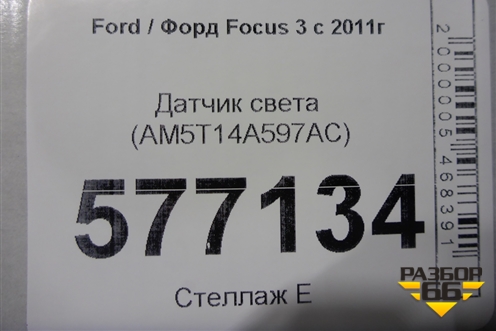 Ford / Форд Focus 3 с 2011г
Датчик света
(AM5T14A597AC)
577134
Стеллаж Е
2000005468391
РАЗБОР
66